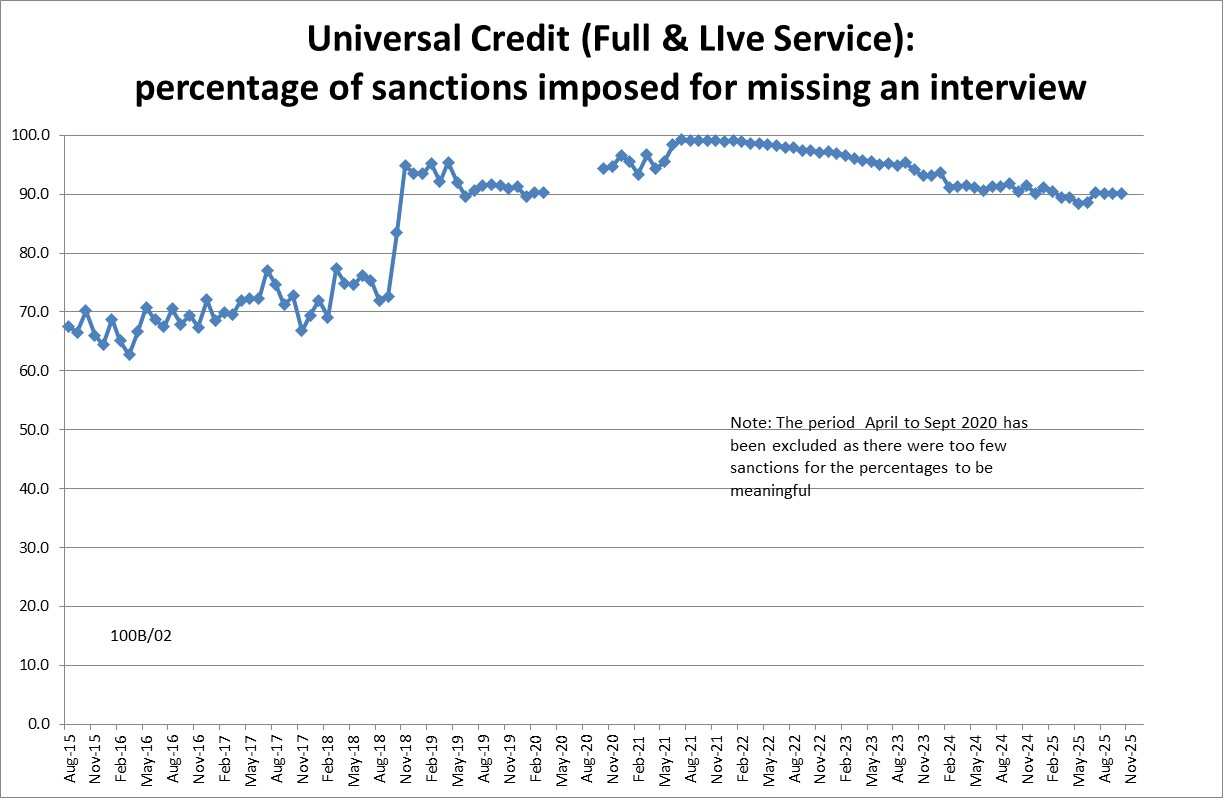 Universal Credit (Full & LIve Service):
percentage of sanctions imposed for missing an interview
100.0
90.0
80.0
70.0
60.0
50.0
40.0
30.0
20.0
10.0
0.0
Note: The period  April to Sept 2020 has
been excluded as there were too few
sanctions for the percentages to be
meaningful
100B/02
Aug-15
Nov-15
Feb-16
May-16
Aug-16
Nov-16
Feb-17
May-17
Aug-17
Nov-17
Feb-18
May-18
Aug-18
Nov-18
Feb-19
May-19
Aug-19
Nov-19
Feb-20
May-20
Aug-20
Nov-20
Feb-21
May-21
Aug-21
Nov-21
Feb-22
May-22
Aug-22
Nov-22
Feb-23
May-23
Aug-23
Nov-23
Feb-24
May-24
Aug-24
Nov-24
Feb-25
May-25
Aug-25
Nov-25